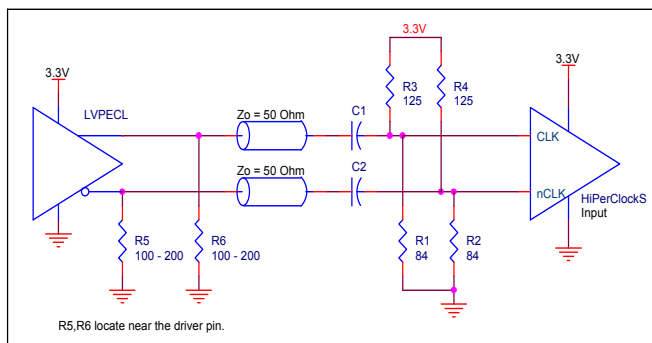 3.3V
3.3V
3.3V
LVPECL
R3
125
R4
125
Zo = 50 Ohm
C1
CLK
Zo = 50 Ohm
C2
nCLK
HiPerClockS
Input
R5
100 - 200
R6
100 - 200
R1
84
R2
84
R5,R6 locate near the driver pin.